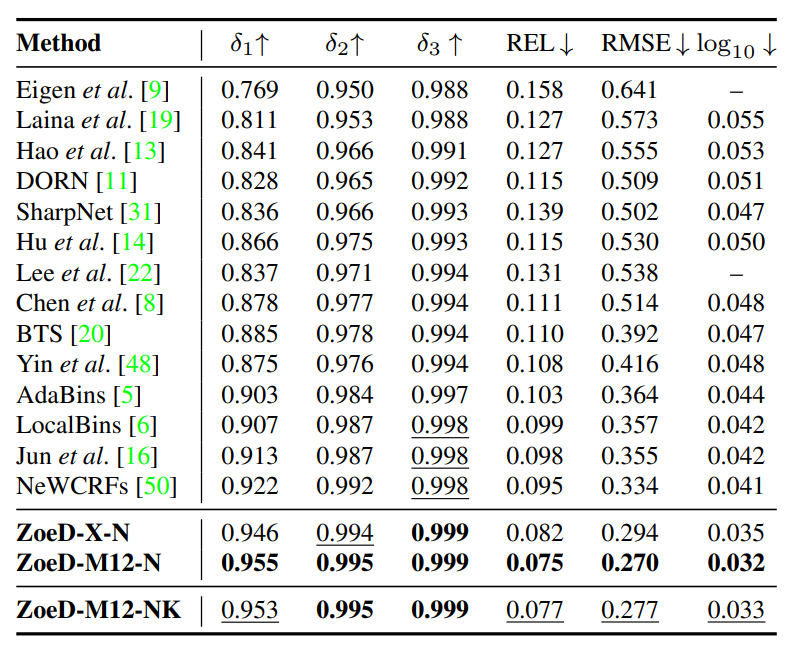 Method δ1↑ δ2↑ δ3 ↑ REL↓ RMSE↓ log10 ↓
Eigen et al. [9] 0.769 0.950 0.988 0.158 0.641 –
Laina et al. [19] 0.811 0.953 0.988 0.127 0.573 0.055
Hao et al. [13] 0.841 0.966 0.991 0.127 0.555 0.053
DORN [11] 0.828 0.965 0.992 0.115 0.509 0.051
SharpNet [31] 0.836 0.966 0.993 0.139 0.502 0.047
Hu et al. [14] 0.866 0.975 0.993 0.115 0.530 0.050
Lee et al. [22] 0.837 0.971 0.994 0.131 0.538 –
Chen et al. [8] 0.878 0.977 0.994 0.111 0.514 0.048
BTS [20] 0.885 0.978 0.994 0.110 0.392 0.047
Yin et al. [48] 0.875 0.976 0.994 0.108 0.416 0.048
AdaBins [5] 0.903 0.984 0.997 0.103 0.364 0.044
LocalBins [6] 0.907 0.987 0.998 0.099 0.357 0.042
Jun et al. [16] 0.913 0.987 0.998 0.098 0.355 0.042
NeWCRFs [50] 0.922 0.992 0.998 0.095 0.334 0.041
ZoeD-X-N 0.946 0.994 0.999 0.082 0.294 0.035
ZoeD-M12-N 0.955 0.995 0.999 0.075 0.270 0.032
ZoeD-M12-NK 0.953 0.995 0.999 0.077 0.277 0.033